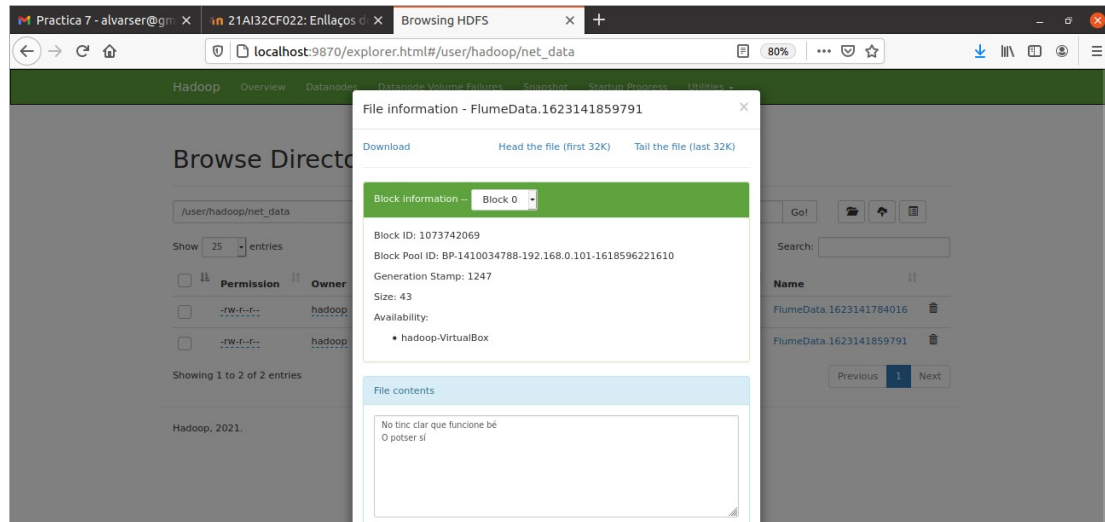 Practica 7 - alvarser@gm
21AI32CF022: Enllaços d
Browsing HDFS
localhost:9870/explorer.html#/user/hadoop/net_data
80%
Hadoop Overview Datanodes Datanode Volume Failures Snapshot Startup Progress Utilities
File information - FlumeData.1623141859791
Download Head the file (first 32K) Tail the file (last 32K)
Browse Directo
Block information -- Block 0
/user/hadoop/net_data Go!
Block ID: 1073742069
Block Pool ID: BP-1410034788-192.168.0.101-1618596221610
Generation Stamp: 1247
Size: 43
Availability:
hadoop-VirtualBox
Show 25 entries Search:
Permission Owner Name
-rw-r--r-- hadoop FlumeData.1623141784016
-rw-r--r-- hadoop FlumeData.1623141859791
Showing 1 to 2 of 2 entries Previous 1 Next
File contents
No tinc clar que funcione bé
O potser sí
Hadoop, 2021.